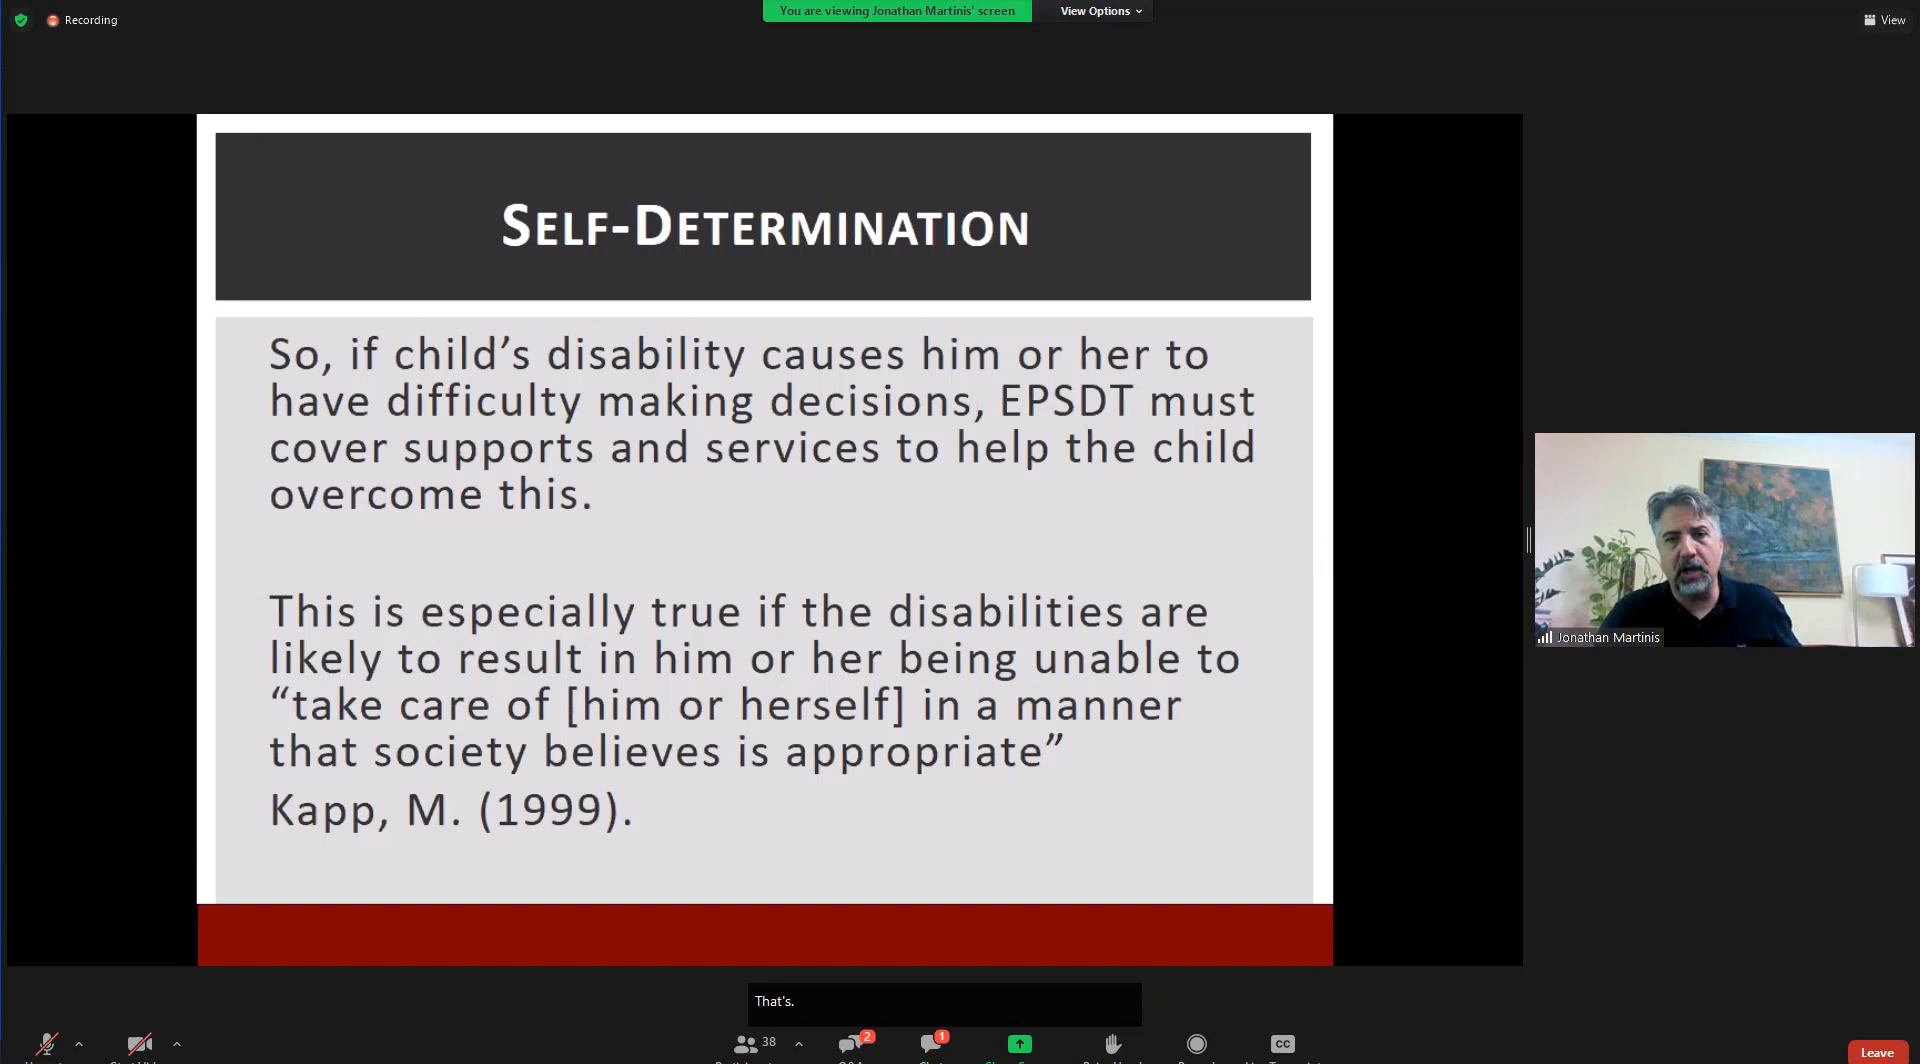 Recording
You are viewing Jonathan Martinis' screen
View Options
View
SELF-DETERMINATION
So, if child's disability causes him or her to
have difficulty making decisions, EPSDT must
cover supports and services to help the child
overcome this.
This is especially true if the disabilities are
likely to result in him or her being unable to
“take care of [him or herself] in a manner
that society believes is appropriate”
Kapp, M. (1999).
Jonathan Martinis
That's.
38
2
1
CC
Leave